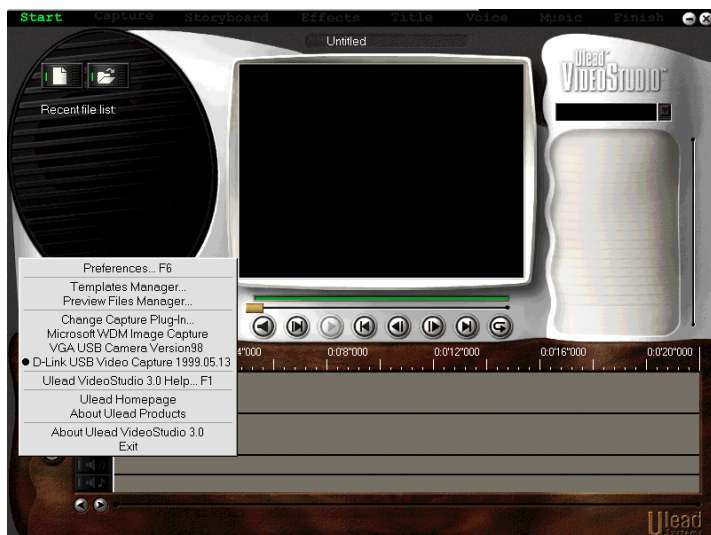 Start Capture Storyboard Effects Title Voice Music Finish
Untitled
Ulead
VIDEOSTUDIO
Recent file list:
Preferences... F6
Templates Manager...
Preview Files Manager...
Change Capture Plug-In...
Microsoft WDM Image Capture
VGA USB Camera Version98
D-Link USB Video Capture 1999.05.13
Ulead VideoStudio 3.0 Help... F1
Ulead Homepage
About Ulead Products
About Ulead VideoStudio 3.0
Exit
4"000 0:0'8"000 0:0'12"000 0:0'16"000 0:0'20"000
Ulead
Systems